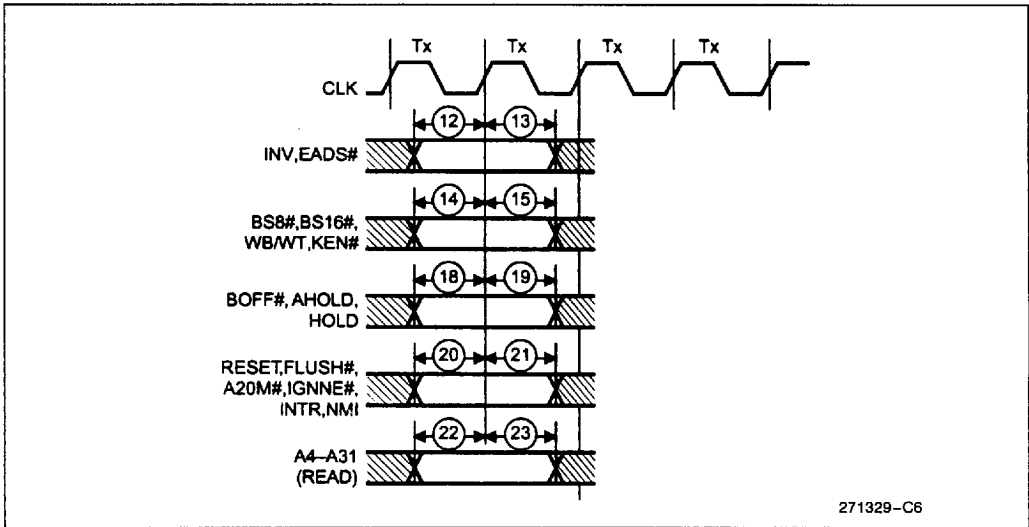 Tx Tx Tx Tx
CLK
12 13
INV,EADS#
14 15
BS8#,BS16#,
WB/WT,KEN#
18 19
BOFF#, AHOLD,
HOLD
20 21
RESET,FLUSH#,
A20M#,IGNNE#,
INTR,NMI
22 23
A4–A31
(READ)
271329–C6